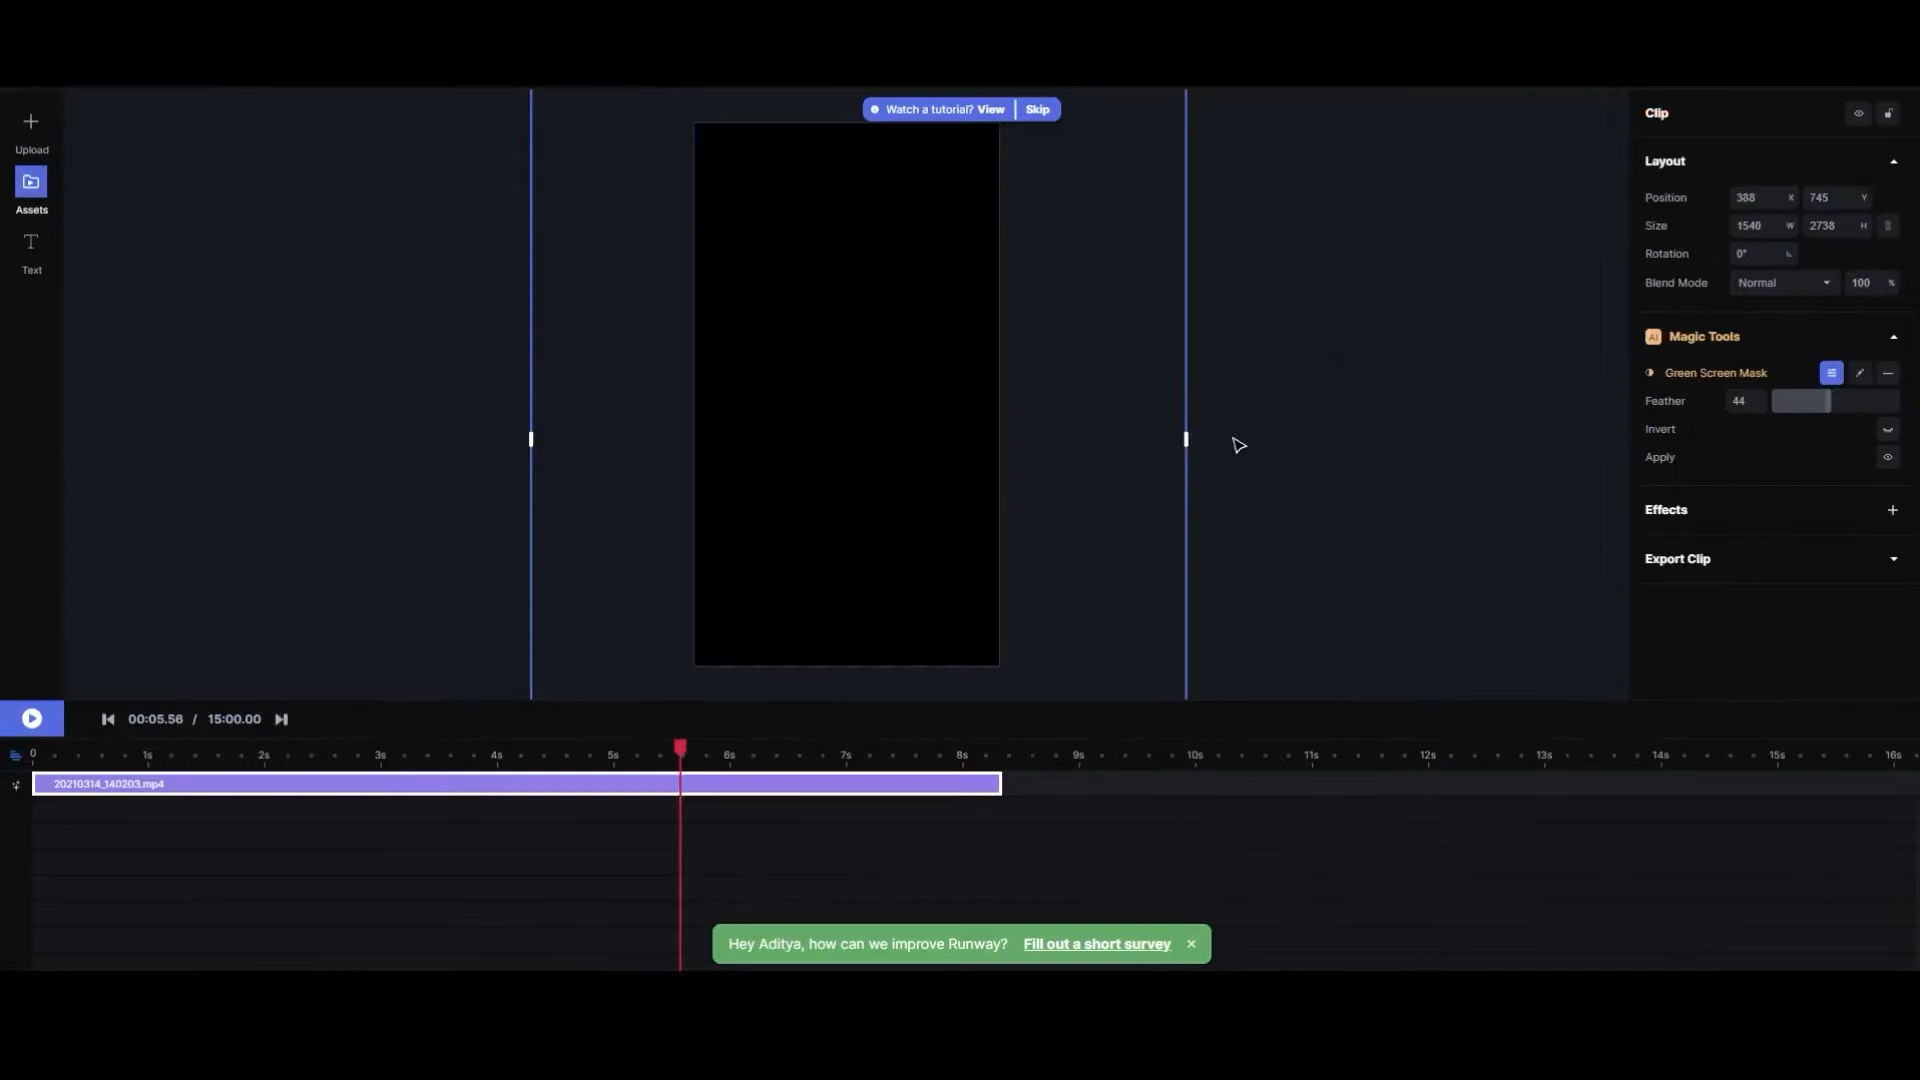 Watch a tutorial? View | Skip
Upload
Assets
Text
Clip
Layout
Position 388 X 745 Y
Size 1540 W 2738 H
Rotation 0°
Blend Mode Normal 100 %
AI Magic Tools
Green Screen Mask
Feather 44
Invert
Apply
Effects
Export Clip
00:05.56 / 15:00.00
0 1s 2s 3s 4s 5s 6s 7s 8s 9s 10s 11s 12s 13s 14s 15s 16s
20210314_140203.mp4
Hey Aditya, how can we improve Runway? Fill out a short survey ×